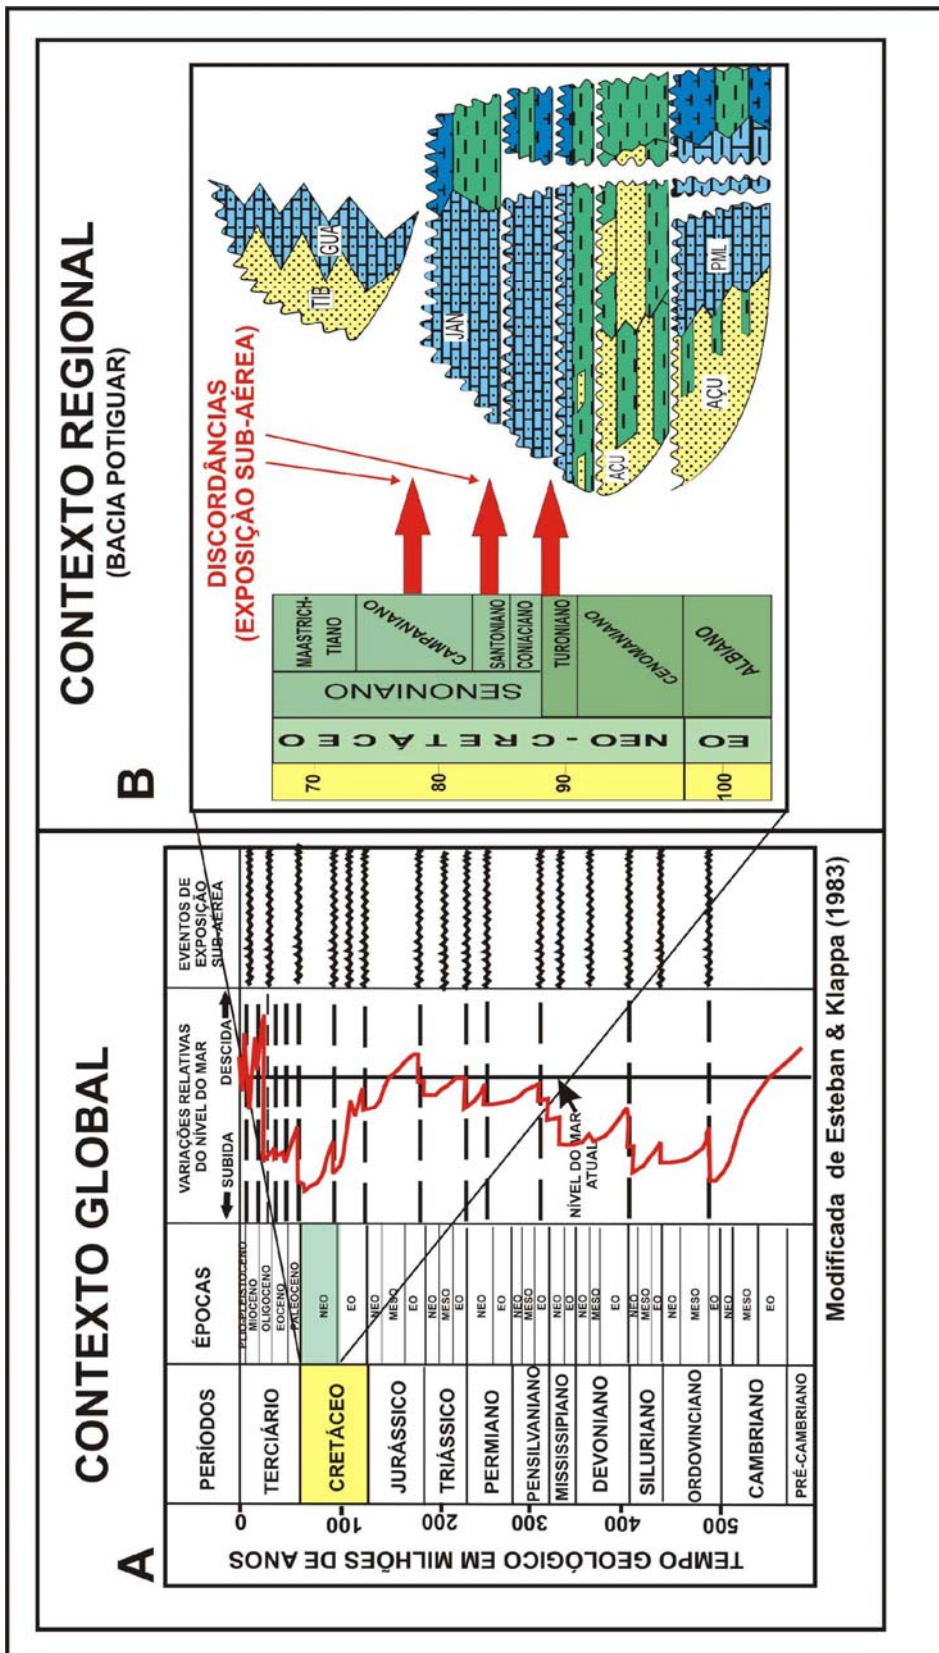 A
CONTEXTO GLOBAL
TEMPO GEOLÓGICO EM MILHÕES DE ANOS
0
100
200
300
400
500
PERÍODOS
TERCIÁRIO
CRETÁCEO
JURÁSSICO
TRIÁSSICO
PERMIANO
PENSILVANIANO
MISSISSIPIANO
DEVONIANO
SILURIANO
ORDOVINCIANO
CAMBRIANO
PRÉ-CAMBRIANO
ÉPOCAS
PLIO-PLEISTOCENO
MIOCENO
OLIGOCENO
EOCENO
PALEOCENO
NEO
EO
NEO
MESO
EO
NEO
MESO
EO
NEO
EO
NEO
MESO
EO
NEO
EO
NEO
MESO
EO
NEO
MESO
EO
NEO
MESO
EO
NEO
MESO
EO
VARIAÇÕES RELATIVAS
DO NÍVEL DO MAR
SUBIDA
DESCIDA
NÍVEL DO MAR
ATUAL
EVENTOS DE
EXPOSIÇÃO
SUB-AÉREA
Modificada de Esteban & Klappa (1983)
B
CONTEXTO REGIONAL
(BACIA POTIGUAR)
70
80
90
100
NEO-CRETÁCEO
EO
SENONIANO
MAASTRICH-
TIANO
CAMPANIANO
SANTONIANO
CONIACIANO
TURONIANO
CENOMANIANO
ALBIANO
DISCORDÂNCIAS
(EXPOSIÇÀO SUB-AÉREA)
TIB
GUA
JAN
AÇU
AÇU
PML